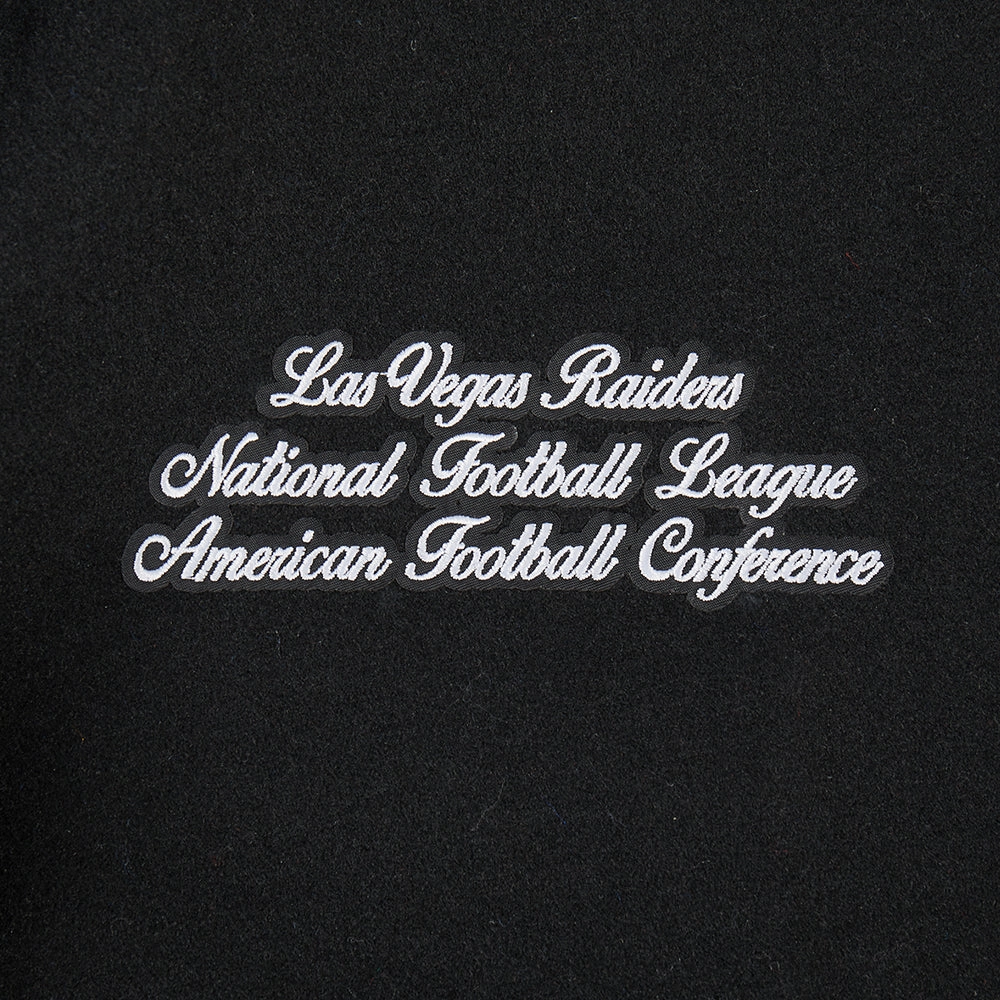 Las Vegas Raiders
National Football League
American Football Conference